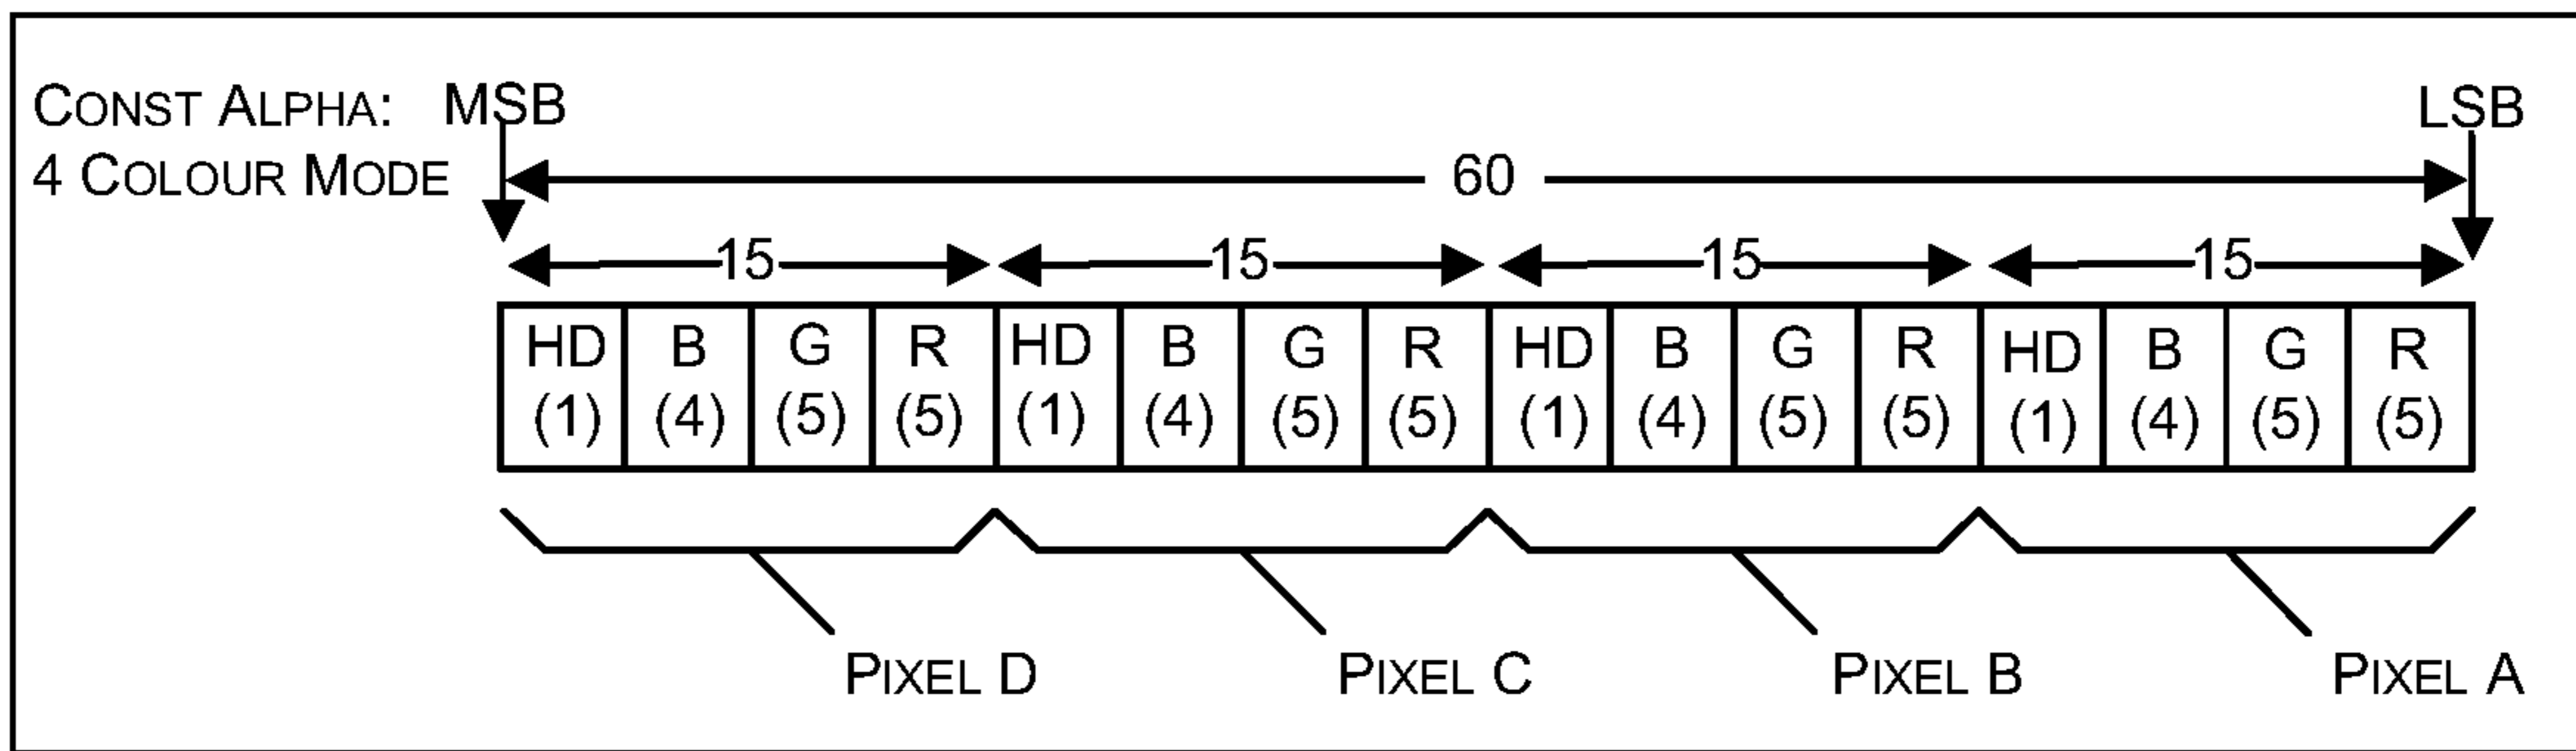 CONST ALPHA: MSB LSB
4 COLOUR MODE 60
15 15 15 15
HD B G R HD B G R HD B G R HD B G R
(1) (4) (5) (5) (1) (4) (5) (5) (1) (4) (5) (5) (1) (4) (5) (5)
PIXEL D PIXEL C PIXEL B PIXEL A